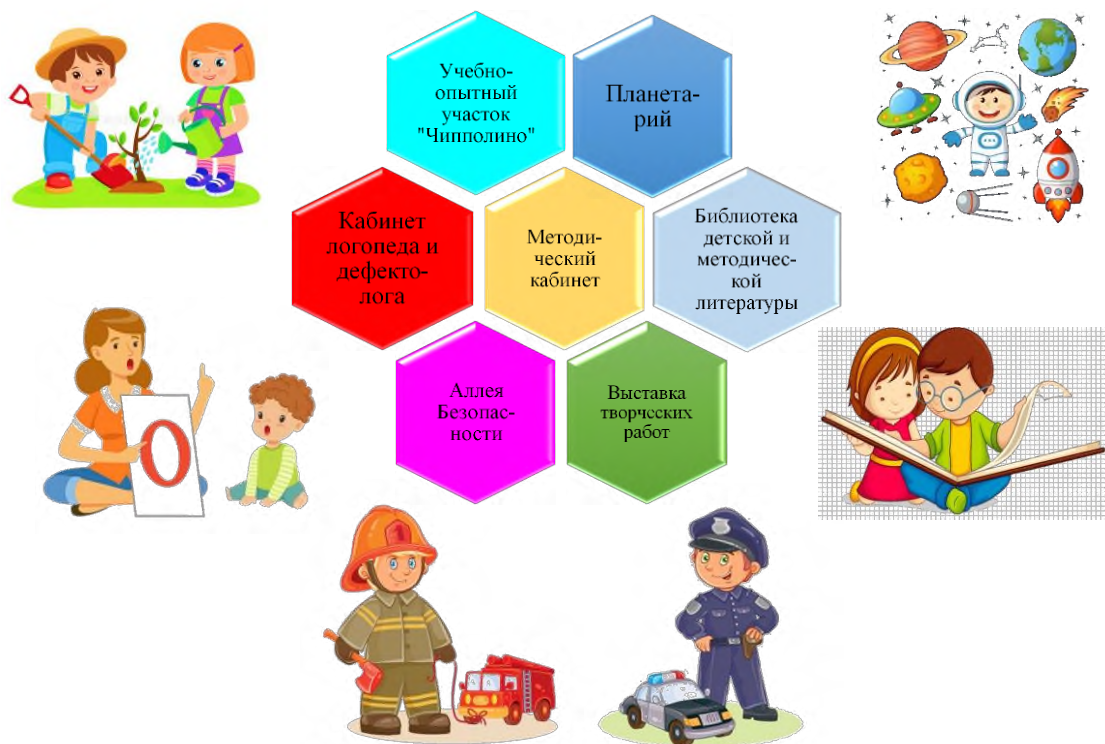 Учебно-
опытный
участок
"Чипполино"
Планета-
рий
Кабинет
логопеда и
дефекто-
лога
Методи-
ческий
кабинет
Библиотека
детской и
методичес-
кой
литературы
Аллея
Безопас-
ности
Выставка
творческих
работ
О